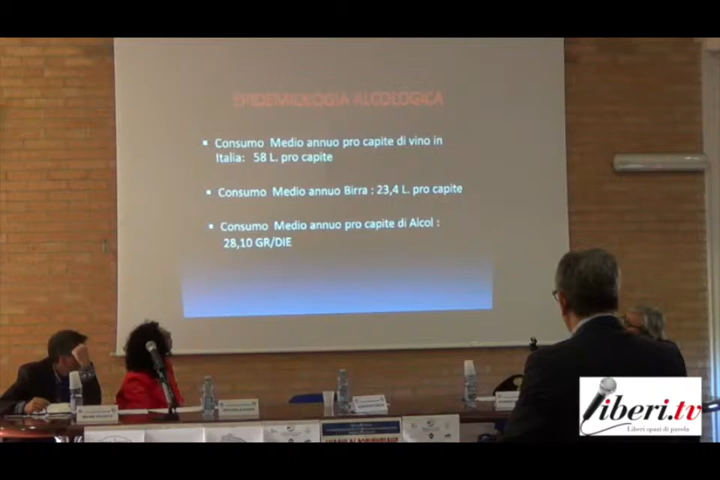 EPIDEMIOLOGIA ALCOLOGICA
Consumo Medio annuo pro capite di vino in
Italia: 58 L. pro capite
Consumo Medio annuo Birra : 23,4 L. pro capite
Consumo Medio annuo pro capite di Alcol :
28,10 GR/DIE
liberi.tv
Liberi spazi di parola